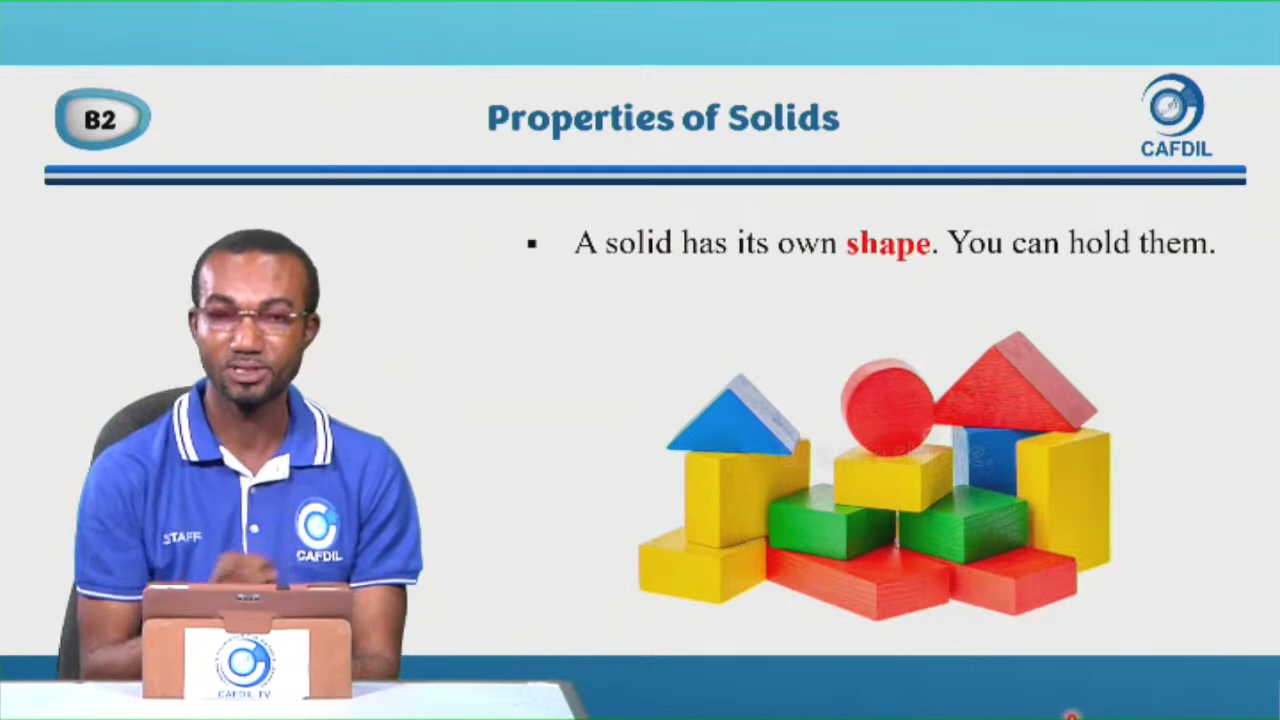 B2
Properties of Solids
CAFDIL
▪ A solid has its own shape. You can hold them.
STAFF
CAFDIL
CAFDIL TV